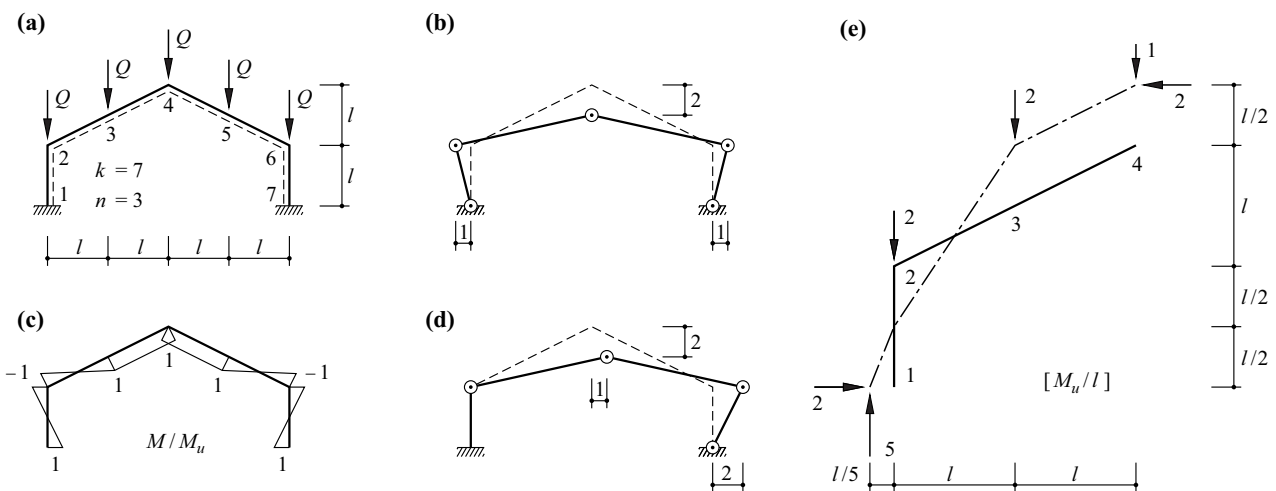 (a)
Q
Q Q
Q Q
2 3 4 5 6
k = 7
n = 3
1 7
l
l
l l l l
(b)
2
1 1
(c)
–1 –1
1 1 1
M / M_u
1 1
(d)
2
1
2
(e)
1
2 2
l/2
4
2 3 l
2
l/2
1 [M_u / l] l/2
2
5
l/5 l l